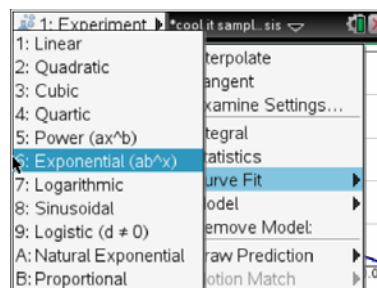 1: Experiment *cool it sampl...sis
1: Linear
2: Quadratic
3: Cubic
4: Quartic
5: Power (ax^b)
6: Exponential (ab^x)
7: Logarithmic
8: Sinusoidal
9: Logistic (d ≠ 0)
A: Natural Exponential
B: Proportional
terpolate
angent
xamine Settings...
tegral
tatistics
urve Fit
odel
emove Model:
raw Prediction
otion Match